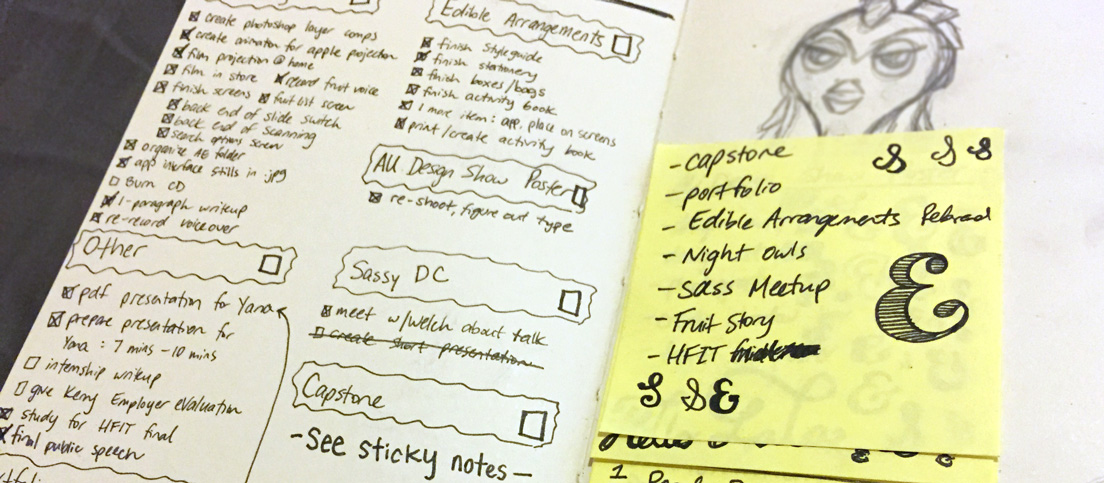 create photoshop layer comps
create animation for apple projection
film projection @ home
film in store record fruit voice
finish screens fruit list screen
back end of slide switch
back end of scanning
search options screen
organize AE folder
app interface stills in .jpg
Burn CD
1-paragraph writeup
re-record voiceover
Other
pdf presentation for Yana
prepare presentation for
Yana : 7 mins - 10 mins
internship writeup
give Kerry Employer evaluation
study for HFIT final
final public speech
Edible Arrangements
finish styleguide
finish stationery
finish boxes/bags
finish activity book
1 more item: app, place on screens
print/create activity book
AU Design Show Poster
re-shoot, figure out type
Sassy DC
meet w/Welch about talk
create short presentation
Capstone
-See sticky notes-
-capstone
-portfolio
- Edible Arrangements Rebrand
- Night Owls
- Sass Meetup
- Fruit Story
- HFIT
1